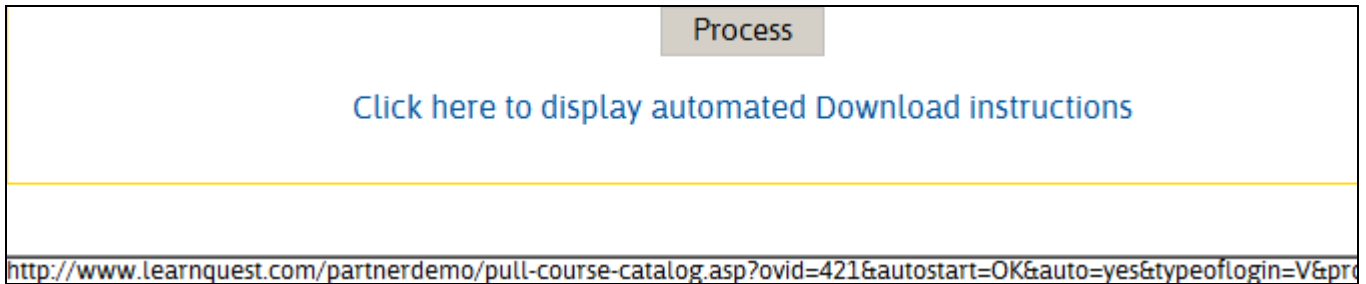 Process
Click here to display automated Download instructions
http://www.learnquest.com/partnerdemo/pull-course-catalog.asp?ovid=421&autostart=OK&auto=yes&typeoflogin=V&pro